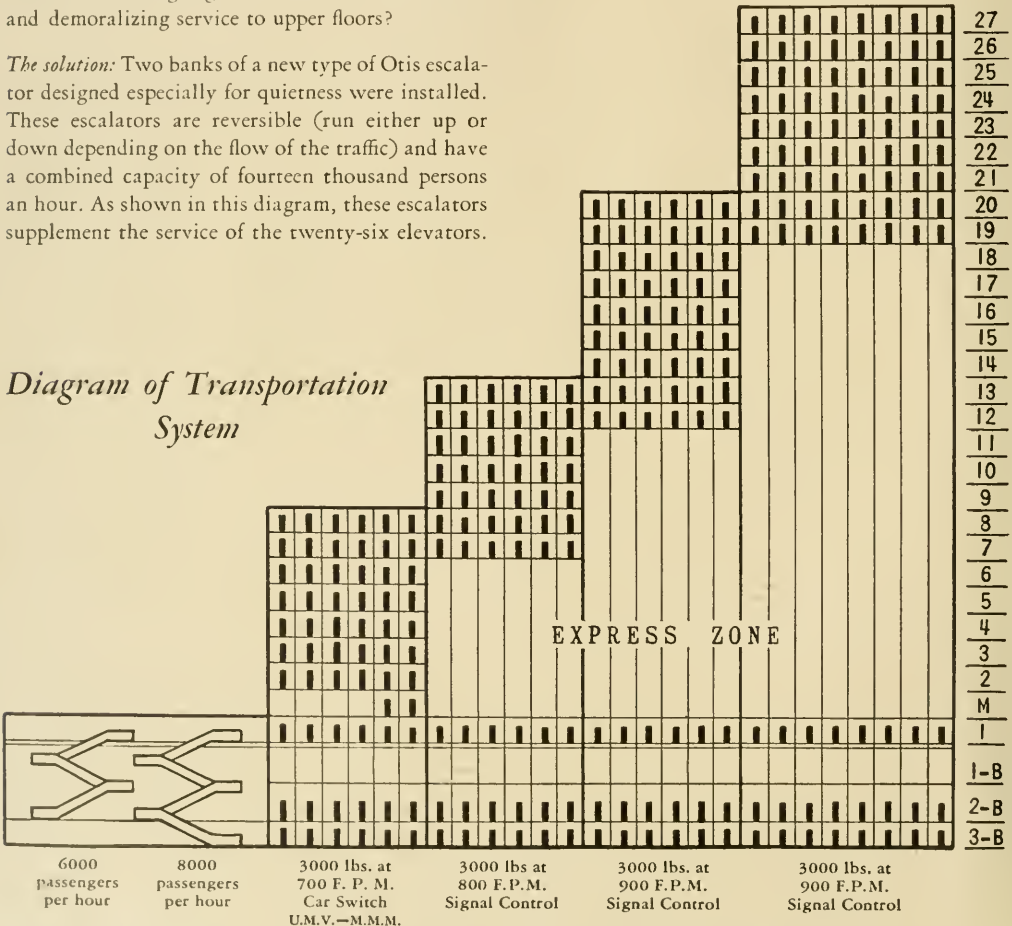 and demoralizing service to upper floors?
The solution: Two banks of a new type of Otis escala-
tor designed especially for quietness were installed.
These escalators are reversible (run either up or
down depending on the flow of the traffic) and have
a combined capacity of fourteen thousand persons
an hour. As shown in this diagram, these escalators
supplement the service of the twenty-six elevators.
Diagram of Transportation
System
27
26
25
24
23
22
21
20
19
18
17
16
15
14
13
12
11
10
9
8
7
6
5
4
3
2
M
1
1-B
2-B
3-B
EXPRESS ZONE
6000
passengers
per hour
8000
passengers
per hour
3000 lbs. at
700 F. P. M.
Car Switch
U.M.V.—M.M.M.
3000 lbs. at
800 F.P.M.
Signal Control
3000 lbs. at
900 F.P.M.
Signal Control
3000 lbs. at
900 F.P.M.
Signal Control